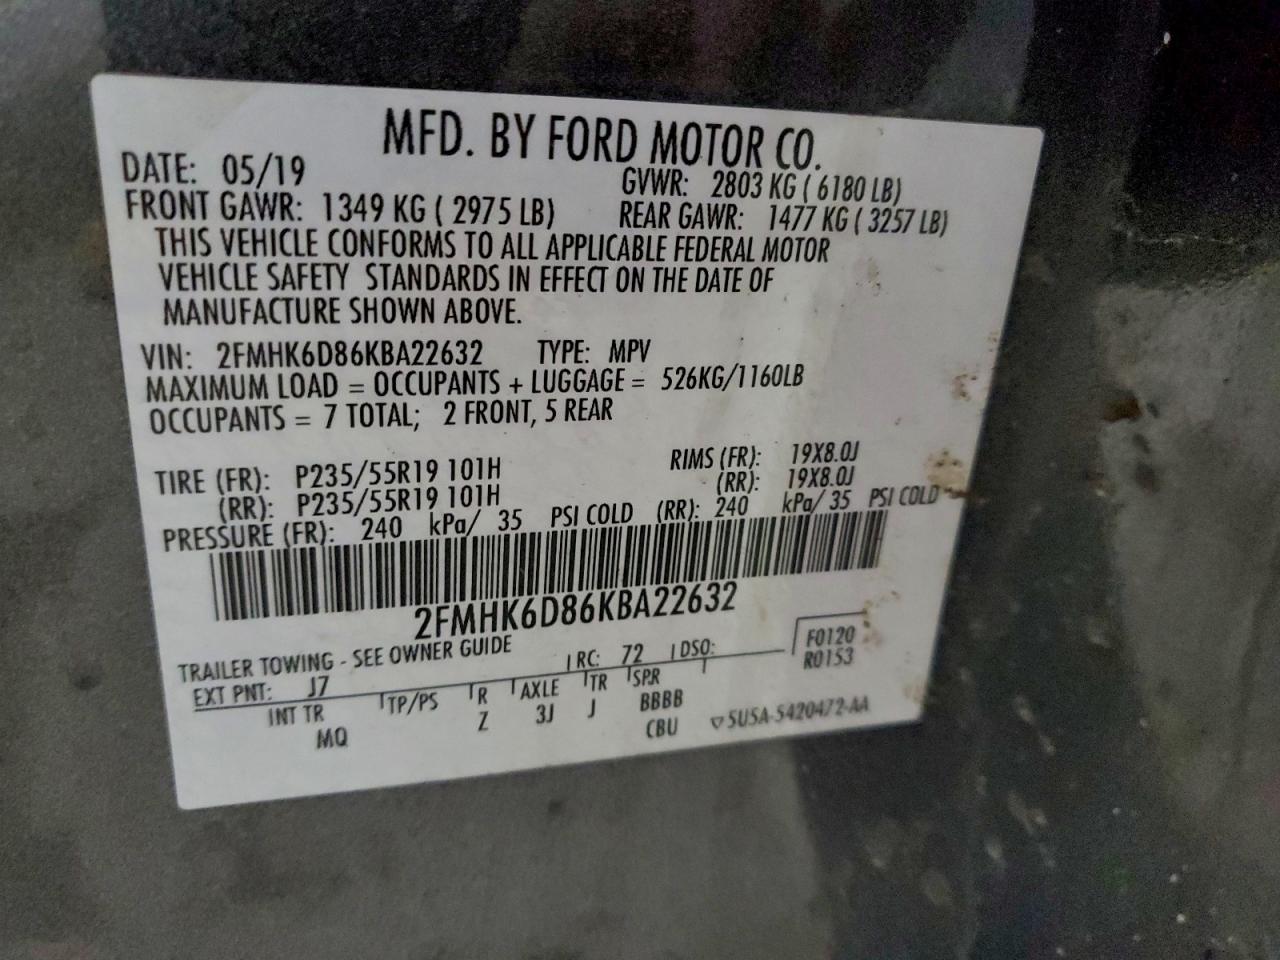 MFD. BY FORD MOTOR CO.
DATE: 05/19 GVWR: 2803 KG ( 6180 LB)
FRONT GAWR: 1349 KG ( 2975 LB) REAR GAWR: 1477 KG ( 3257 LB)
THIS VEHICLE CONFORMS TO ALL APPLICABLE FEDERAL MOTOR
VEHICLE SAFETY STANDARDS IN EFFECT ON THE DATE OF
MANUFACTURE SHOWN ABOVE.
VIN: 2FMHK6D86KBA22632 TYPE: MPV
MAXIMUM LOAD = OCCUPANTS + LUGGAGE = 526KG/1160LB
OCCUPANTS = 7 TOTAL; 2 FRONT, 5 REAR
TIRE (FR): P235/55R19 101H RIMS (FR): 19X8.0J
(RR): P235/55R19 101H (RR): 19X8.0J
PRESSURE (FR): 240 kPa/ 35 PSI COLD (RR): 240 kPa/ 35 PSI COLD
2FMHK6D86KBA22632
TRAILER TOWING - SEE OWNER GUIDE RC: 72 DSO: F0120
EXT PNT: J7 R0153
INT TR TP/PS R AXLE TR SPR
MQ Z 3J J BBBB
CBU 5U5A-5420472-AA